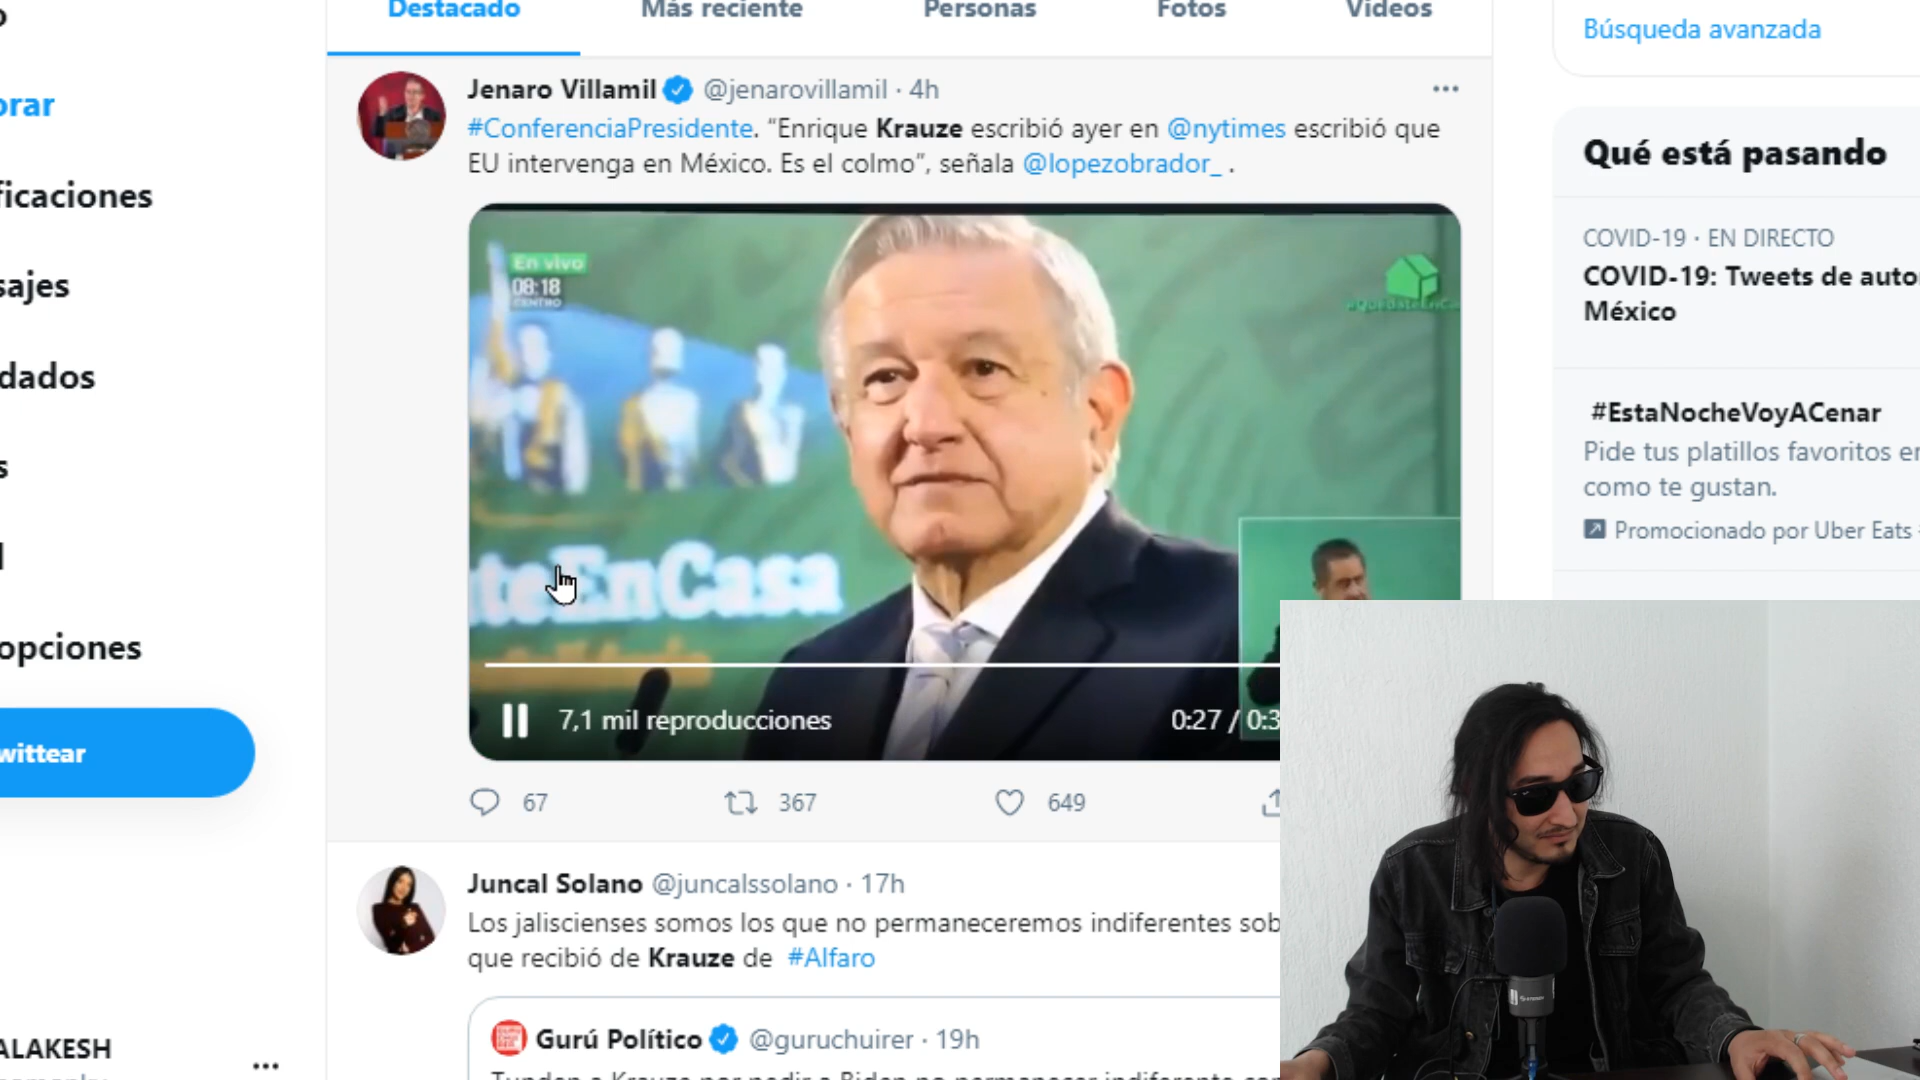 Destacado
Más reciente
Personas
Fotos
Videos
Búsqueda avanzada
orar
ficaciones
sajes
dados
s
opciones
wittear
ALAKESH
Jenaro Villamil @jenarovillamil · 4h
#ConferenciaPresidente. “Enrique Krauze escribió ayer en @nytimes escribió que
EU intervenga en México. Es el colmo”, señala @lopezobrador_ .
En vivo
08:18
CENTRO
teEnCasa
7,1 mil reproducciones
0:27 / 0:3
67
367
649
Juncal Solano @juncalssolano · 17h
Los jaliscienses somos los que no permaneceremos indiferentes sob
que recibió de Krauze de #Alfaro
Gurú Político @guruchuirer · 19h
Qué está pasando
COVID-19 · EN DIRECTO
COVID-19: Tweets de auto
México
#EstaNocheVoyACenar
Pide tus platillos favoritos e
como te gustan.
Promocionado por Uber Eats